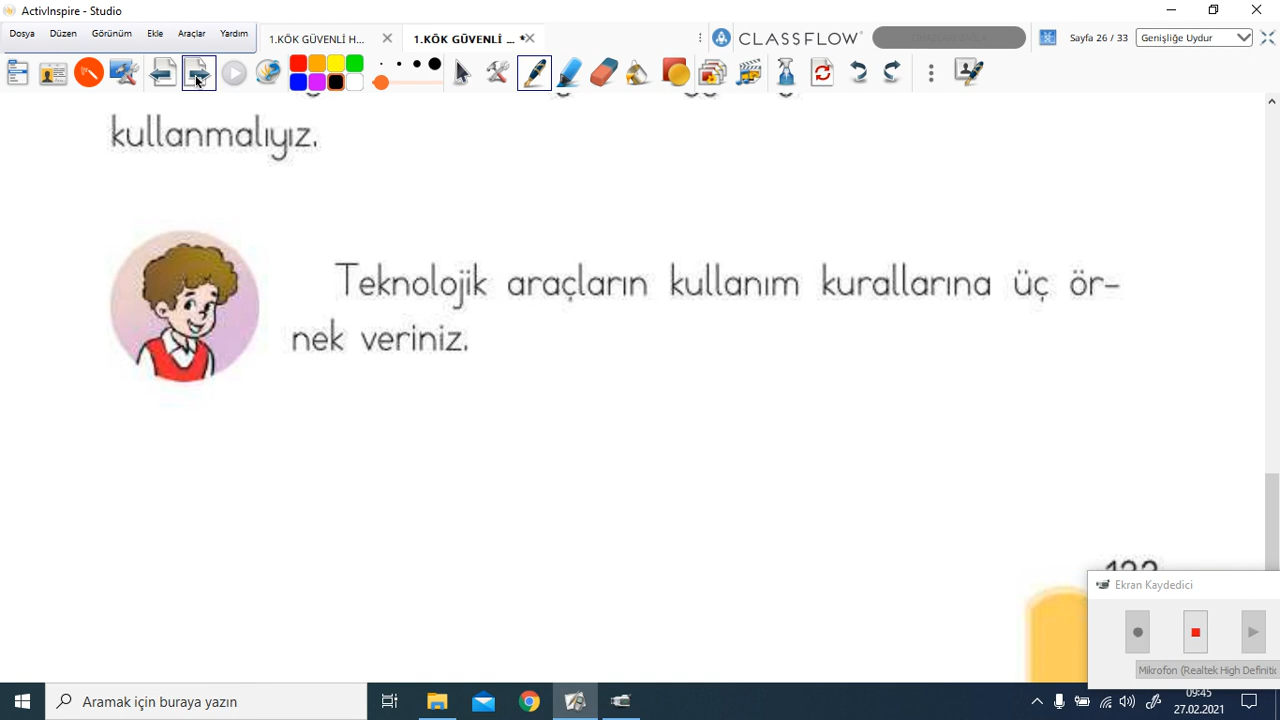 ActivInspire - Studio
Dosya Düzen Görünüm Ekle Araçlar Yardım
1.KÖK GÜVENLİ H...
1.KÖK GÜVENLİ ... *
CLASSFLOW
Sayfa 26 / 33
Genişliğe Uydur
kullanmalıyız.
Teknolojik araçların kullanım kurallarına üç ör-
nek veriniz.
Ekran Kaydedici
Mikrofon (Realtek High Definiti
Aramak için buraya yazın
09:45
27.02.2021